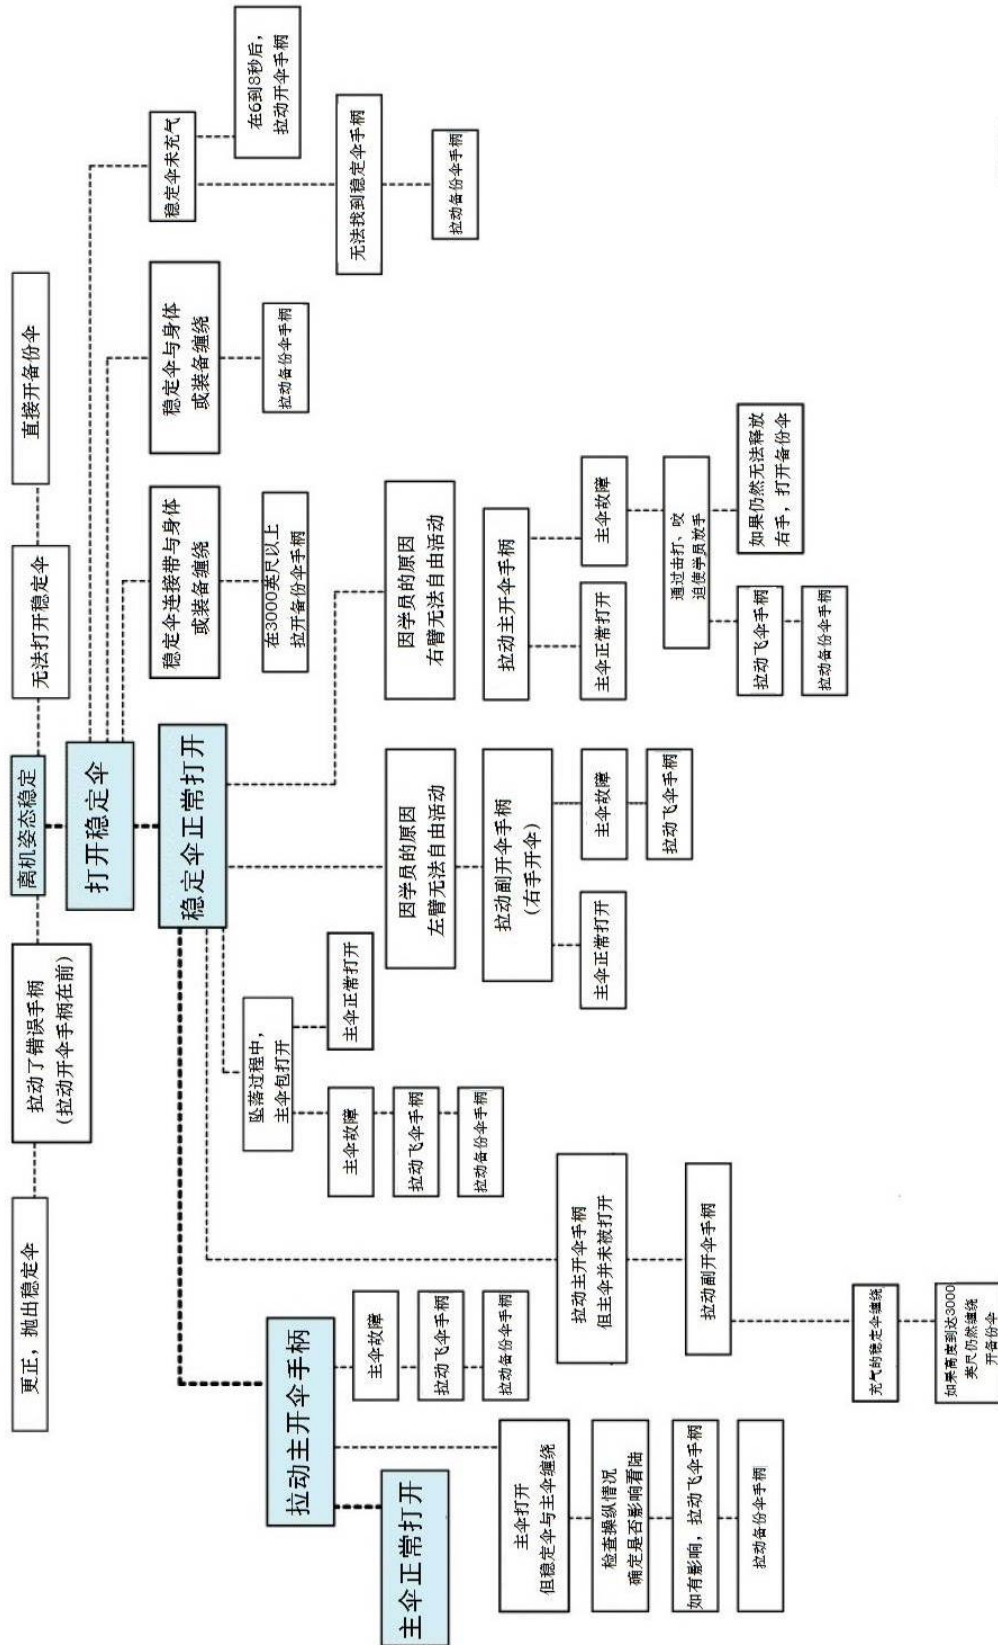 更正，抛出稳定伞
拉动了错误手柄
（拉动开伞手柄在前）
离机姿态稳定
无法打开稳定伞
直接开备份伞
打开稳定伞
稳定伞正常打开
稳定伞连接带与身体
或装备缠绕
在3000英尺以上
拉开备份伞手柄
稳定伞与身体
或装备缠绕
拉动备份伞手柄
稳定伞未充气
在6到8秒后，
拉动开伞手柄
无法找到稳定伞手柄
拉动备份伞手柄
拉动主开伞手柄
主伞正常打开
主伞打开
但稳定伞与主伞缠绕
检查操纵情况
确定是否影响看陆
如有影响，拉动飞伞手柄
拉动备份伞手柄
主伞故障
拉动飞伞手柄
拉动备份伞手柄
拉动主开伞手柄
但主伞并未被打开
拉动副开伞手柄
充气的稳定伞缠绕
如果高度到达3000
英尺仍然缠绕
开备份伞
坠落过程中，
主伞包打开
主伞故障
拉动飞伞手柄
拉动备份伞手柄
主伞正常打开
因学员的原因
左臂无法自由活动
拉动副开伞手柄
（右手开伞）
主伞正常打开
主伞故障
拉动飞伞手柄
因学员的原因
右臂无法自由活动
拉动主开伞手柄
主伞正常打开
主伞故障
通过击打、咬
迫使学员放手
拉动飞伞手柄
拉动备份伞手柄
如果仍然无法释放
右手，打开备份伞